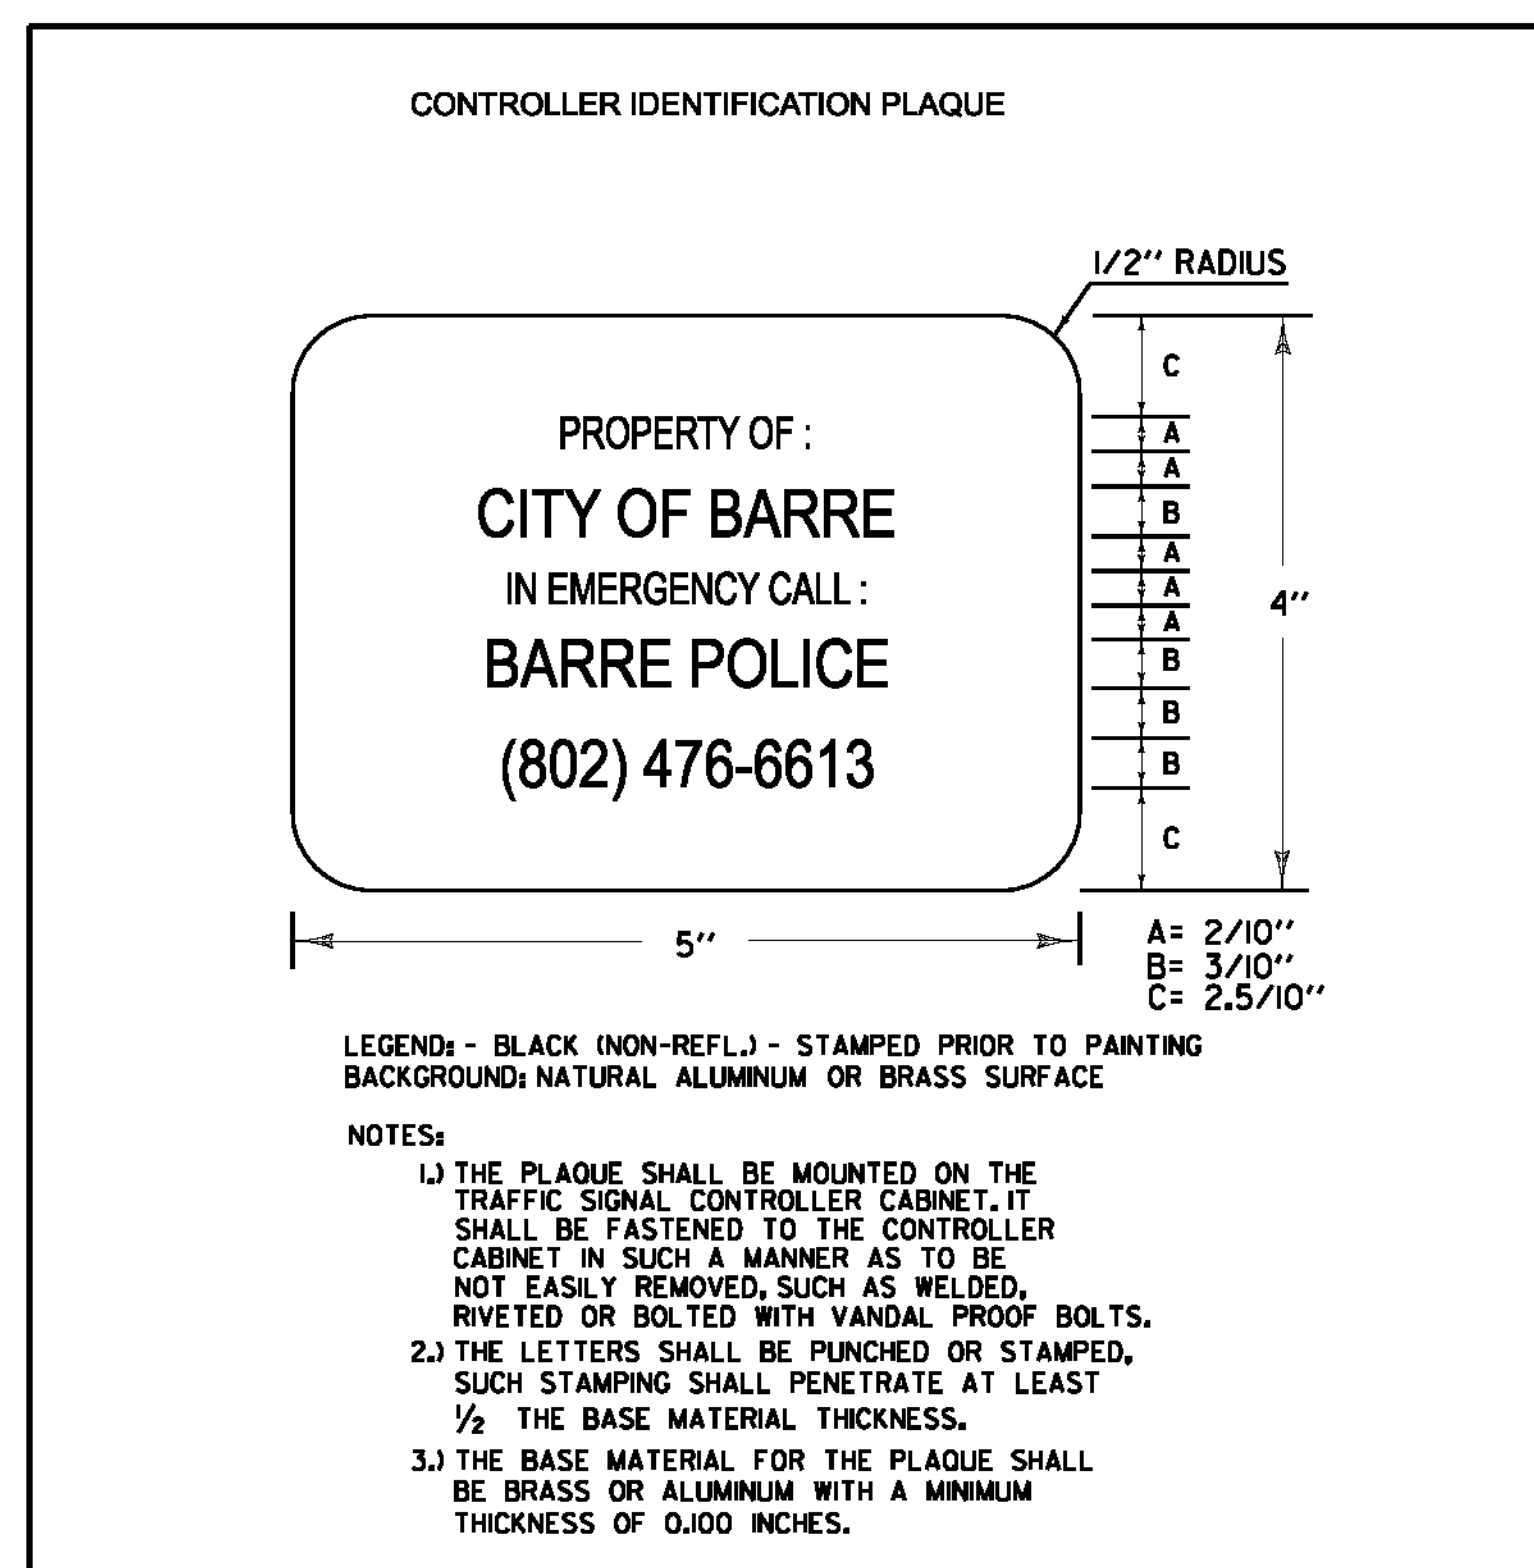 CONTROLLER IDENTIFICATION PLAQUE
1/2" RADIUS
C
PROPERTY OF :
A
A
CITY OF BARRE
B
A
IN EMERGENCY CALL :
A
4"
A
BARRE POLICE
B
B
(802) 476-6613
B
C
5"
A= 2/10"
B= 3/10"
C= 2.5/10"
LEGEND: - BLACK (NON-REFL.) - STAMPED PRIOR TO PAINTING
BACKGROUND: NATURAL ALUMINUM OR BRASS SURFACE
NOTES:
1.) THE PLAQUE SHALL BE MOUNTED ON THE
TRAFFIC SIGNAL CONTROLLER CABINET. IT
SHALL BE FASTENED TO THE CONTROLLER
CABINET IN SUCH A MANNER AS TO BE
NOT EASILY REMOVED, SUCH AS WELDED,
RIVETED OR BOLTED WITH VANDAL PROOF BOLTS.
2.) THE LETTERS SHALL BE PUNCHED OR STAMPED,
SUCH STAMPING SHALL PENETRATE AT LEAST
1/2 THE BASE MATERIAL THICKNESS.
3.) THE BASE MATERIAL FOR THE PLAQUE SHALL
BE BRASS OR ALUMINUM WITH A MINIMUM
THICKNESS OF 0.100 INCHES.